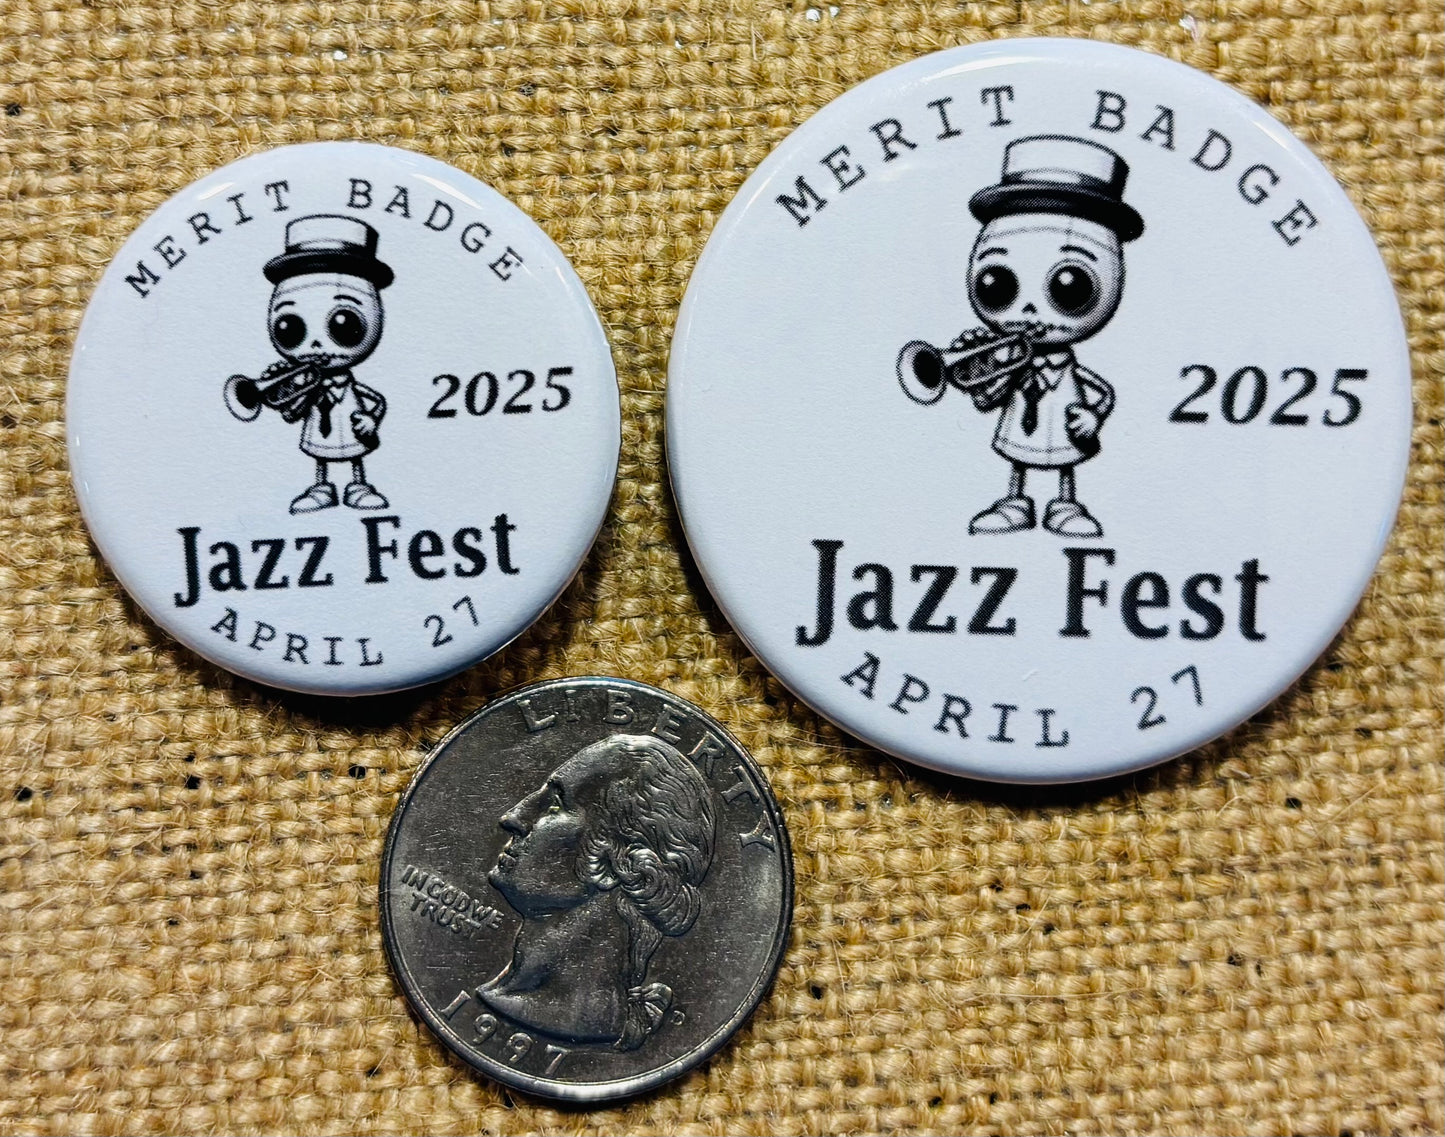 MERIT BADGE
2025
Jazz Fest
APRIL 27
MERIT BADGE
2025
Jazz Fest
APRIL 27
LIBERTY
IN GOD WE
TRUST
D
1997